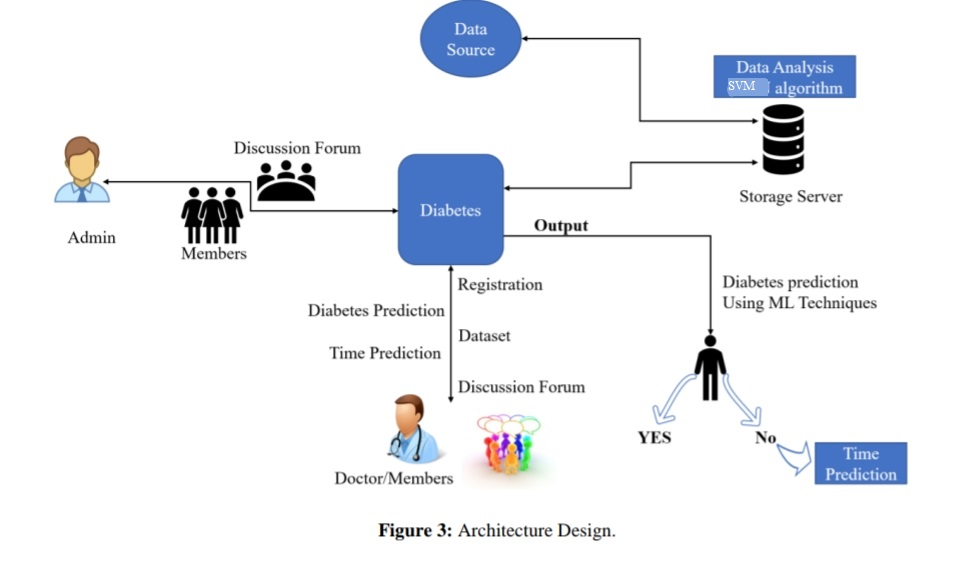 Data
Source
Data Analysis
SVM algorithm
Storage Server
Discussion Forum
Admin
Members
Diabetes
Output
Registration
Diabetes Prediction
Dataset
Time Prediction
Discussion Forum
Doctor/Members
Diabetes prediction
Using ML Techniques
YES
No
Time
Prediction
Figure 3: Architecture Design.